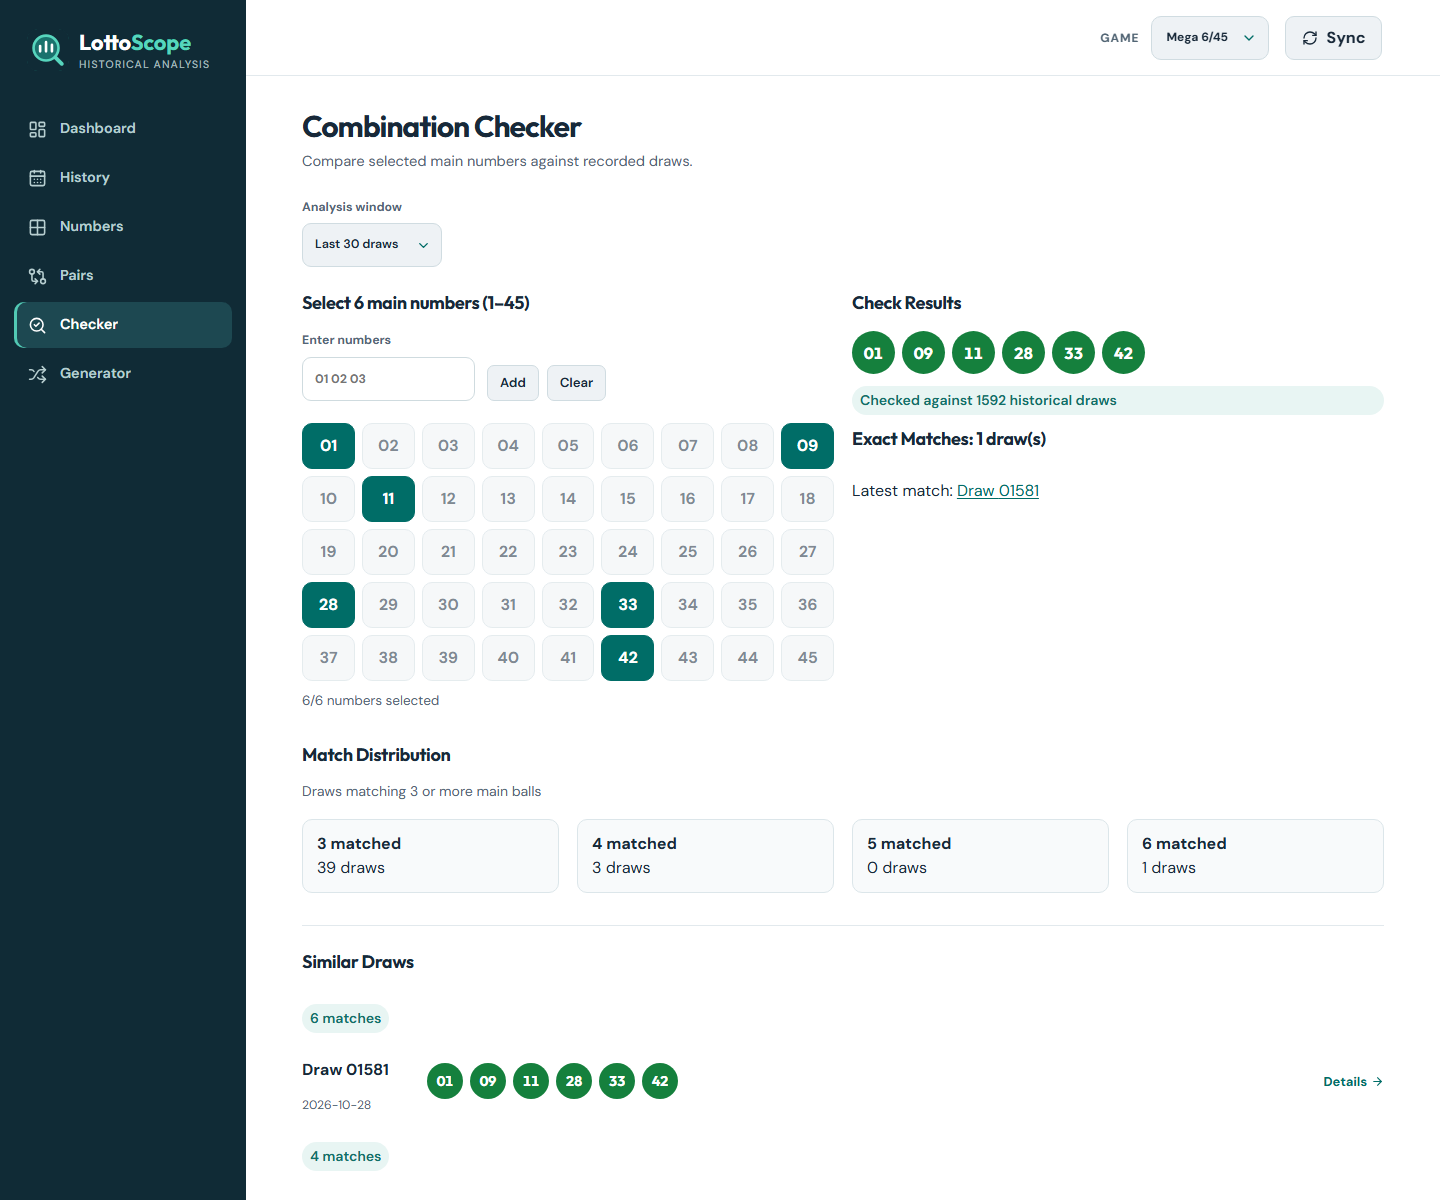 LottoScope
HISTORICAL ANALYSIS
Dashboard
History
Numbers
Pairs
Checker
Generator
GAME
Mega 6/45
Sync
Combination Checker
Compare selected main numbers against recorded draws.
Analysis window
Last 30 draws
Select 6 main numbers (1–45)
Enter numbers
01 02 03
Add
Clear
01 02 03 04 05 06 07 08 09
10 11 12 13 14 15 16 17 18
19 20 21 22 23 24 25 26 27
28 29 30 31 32 33 34 35 36
37 38 39 40 41 42 43 44 45
6/6 numbers selected
Check Results
01 09 11 28 33 42
Checked against 1592 historical draws
Exact Matches: 1 draw(s)
Latest match: Draw 01581
Match Distribution
Draws matching 3 or more main balls
3 matched
39 draws
4 matched
3 draws
5 matched
0 draws
6 matched
1 draws
Similar Draws
6 matches
Draw 01581
2026-10-28
01 09 11 28 33 42
Details →
4 matches